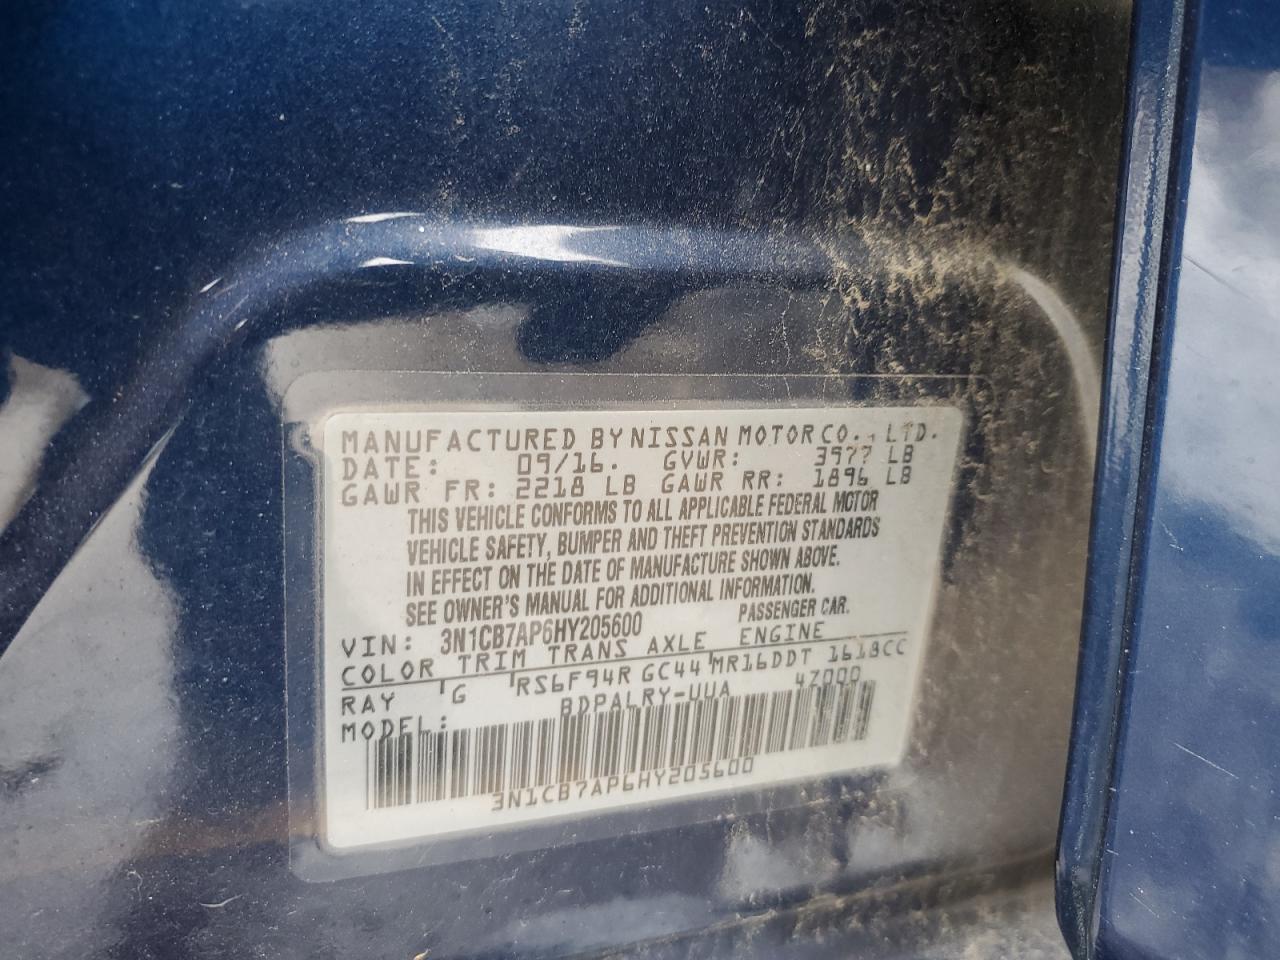 MANUFACTURED BY NISSAN MOTOR CO., LTD.
DATE: 09/16. GVWR: 3977 LB
GAWR FR: 2218 LB GAWR RR: 1896 LB
THIS VEHICLE CONFORMS TO ALL APPLICABLE FEDERAL MOTOR
VEHICLE SAFETY, BUMPER AND THEFT PREVENTION STANDARDS
IN EFFECT ON THE DATE OF MANUFACTURE SHOWN ABOVE.
SEE OWNER'S MANUAL FOR ADDITIONAL INFORMATION.
VIN: 3N1CB7AP6HY205600 PASSENGER CAR.
COLOR TRIM TRANS AXLE ENGINE
RAY 'G 'RS6F94R GC44'MR16DDT 1618CC
MODEL: BDPALRY-UUA 4Z000
3N1CB7AP6HY205600